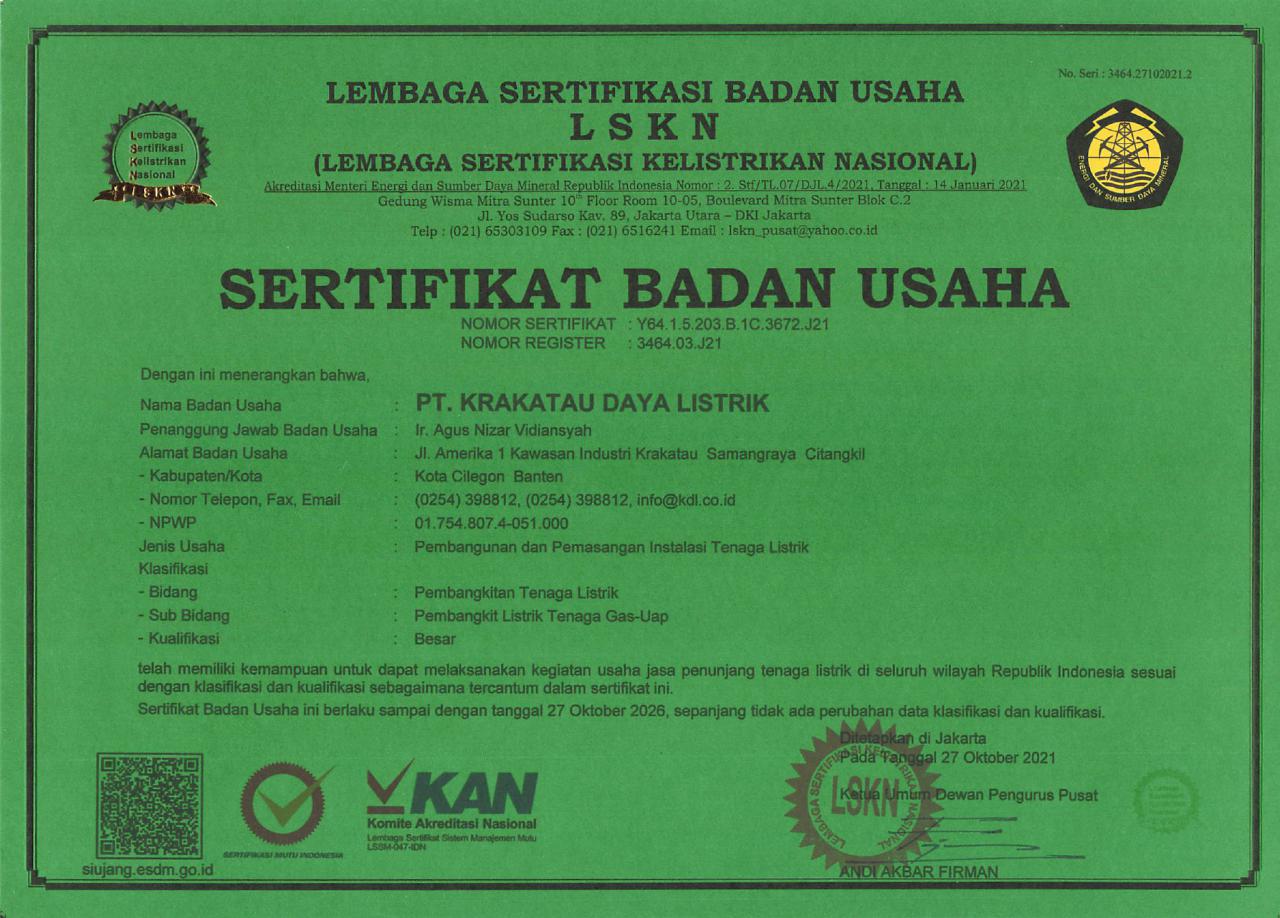 No. Seri : 3464.27102021.2
LEMBAGA SERTIFIKASI BADAN USAHA
L S K N
(LEMBAGA SERTIFIKASI KELISTRIKAN NASIONAL)
Akreditasi Menteri Energi dan Sumber Daya Mineral Republik Indonesia Nomor : 2. Stf/TL.07/DJL.4/2021, Tanggal : 14 Januari 2021
Gedung Wisma Mitra Sunter 10th Floor Room 10-05, Boulevard Mitra Sunter Blok C.2
Jl. Yos Sudarso Kav. 89, Jakarta Utara – DKI Jakarta
Telp : (021) 65303109 Fax : (021) 6516241 Email : lskn_pusat@yahoo.co.id
Lembaga
Sertifikasi
Kelistrikan
Nasional
L S K N
ENERGI DAN SUMBER DAYA MINERAL
SERTIFIKAT BADAN USAHA
NOMOR SERTIFIKAT : Y64.1.5.203.B.1C.3672.J21
NOMOR REGISTER : 3464.03.J21
Dengan ini menerangkan bahwa,
Nama Badan Usaha : PT. KRAKATAU DAYA LISTRIK
Penanggung Jawab Badan Usaha : Ir. Agus Nizar Vidiansyah
Alamat Badan Usaha : Jl. Amerika 1 Kawasan Industri Krakatau Samangraya Citangkil
- Kabupaten/Kota : Kota Cilegon Banten
- Nomor Telepon, Fax, Email : (0254) 398812, (0254) 398812, info@kdl.co.id
- NPWP : 01.754.807.4-051.000
Jenis Usaha : Pembangunan dan Pemasangan Instalasi Tenaga Listrik
Klasifikasi
- Bidang : Pembangkitan Tenaga Listrik
- Sub Bidang : Pembangkit Listrik Tenaga Gas-Uap
- Kualifikasi : Besar
telah memiliki kemampuan untuk dapat melaksanakan kegiatan usaha jasa penunjang tenaga listrik di seluruh wilayah Republik Indonesia sesuai
dengan klasifikasi dan kualifikasi sebagaimana tercantum dalam sertifikat ini.
Sertifikat Badan Usaha ini berlaku sampai dengan tanggal 27 Oktober 2026, sepanjang tidak ada perubahan data klasifikasi dan kualifikasi.
Ditetapkan di Jakarta
Pada Tanggal 27 Oktober 2021
Ketua Umum Dewan Pengurus Pusat
ANDI AKBAR FIRMAN
LEMBAGA SERTIFIKASI KELISTRIKAN NASIONAL
LSKN
siujang.esdm.go.id
SERTIFIKASI MUTU INDONESIA
KAN
Komite Akreditasi Nasional
Lembaga Sertifikat Sistem Manajemen Mutu
LSSM-047-IDN